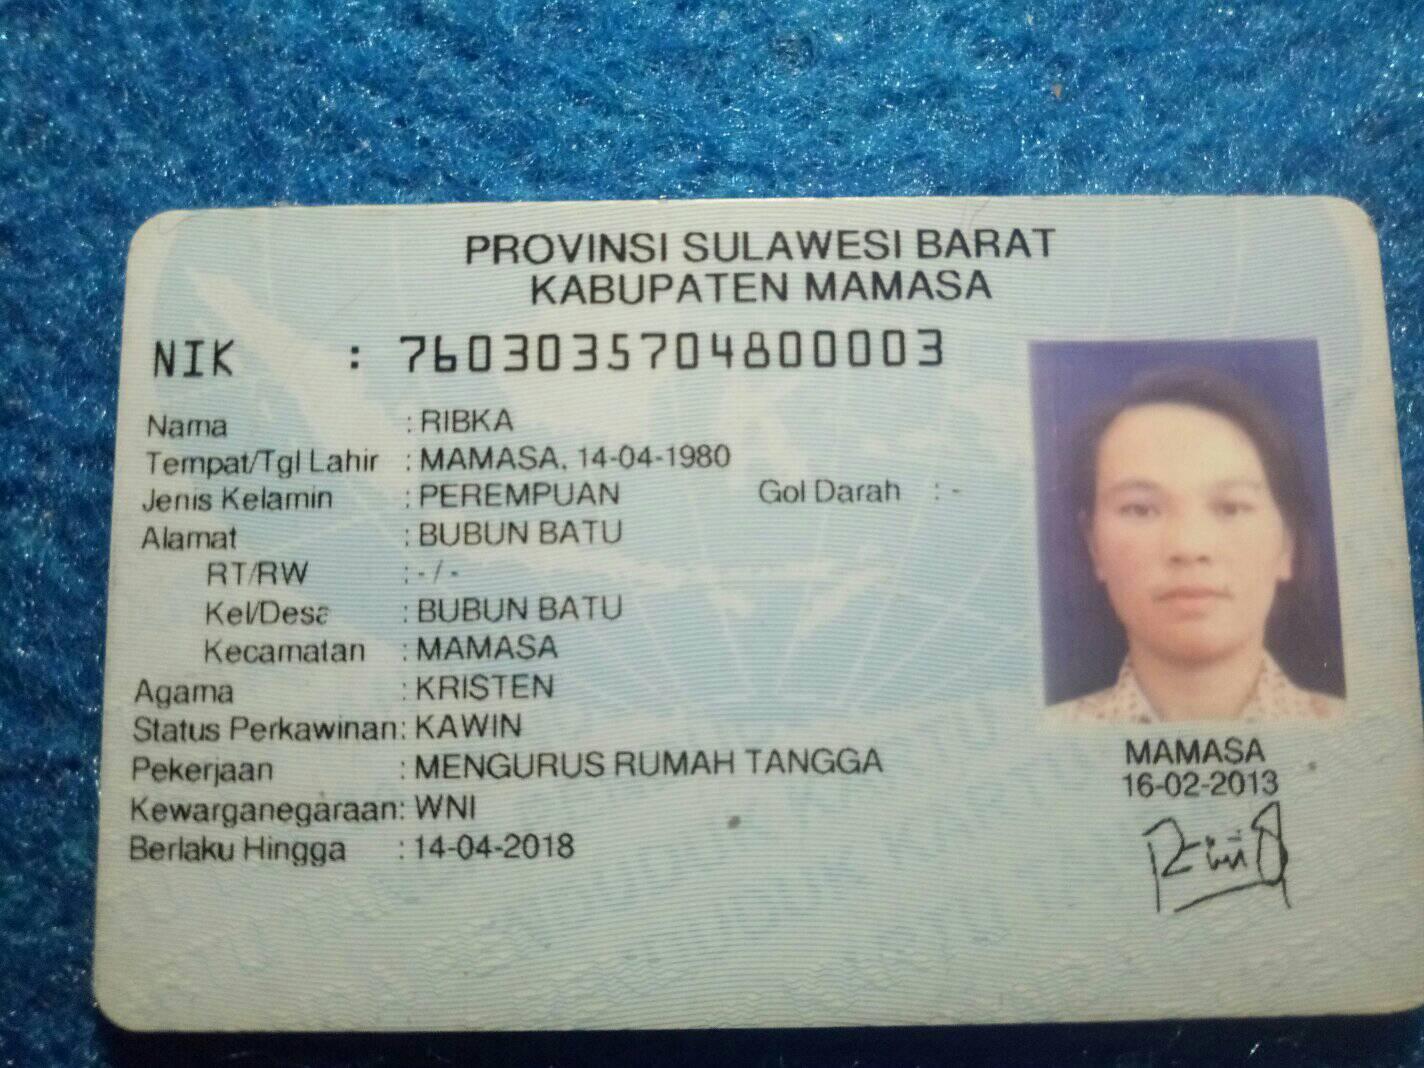 PROVINSI SULAWESI BARAT
KABUPATEN MAMASA
NIK : 7603035704800003
Nama : RIBKA
Tempat/Tgl Lahir : MAMASA, 14-04-1980
Jenis Kelamin : PEREMPUAN Gol Darah : -
Alamat : BUBUN BATU
RT/RW : - / -
Kel/Desa : BUBUN BATU
Kecamatan : MAMASA
Agama : KRISTEN
Status Perkawinan : KAWIN
Pekerjaan : MENGURUS RUMAH TANGGA
Kewarganegaraan : WNI
Berlaku Hingga : 14-04-2018
MAMASA
16-02-2013